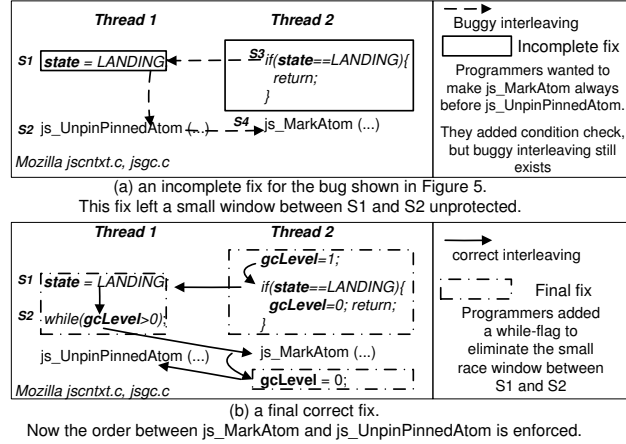 Thread 1 Thread 2
S1 state = LANDING
S3 if(state==LANDING){
return;
}
S2 js_UnpinPinnedAtom (...) S4 js_MarkAtom (...)
Mozilla jscntxt.c, jsgc.c
Buggy interleaving
Incomplete fix
Programmers wanted to
make js_MarkAtom always
before js_UnpinPinnedAtom.
They added condition check,
but buggy interleaving still
exists
(a) an incomplete fix for the bug shown in Figure 5.
This fix left a small window between S1 and S2 unprotected.
Thread 1 Thread 2
gcLevel=1;
S1 state = LANDING if(state==LANDING){
S2 while(gcLevel>0); gcLevel=0; return;
}
js_UnpinPinnedAtom (...) js_MarkAtom (...)
gcLevel = 0;
Mozilla jscntxt.c, jsgc.c
correct interleaving
Final fix
Programmers added
a while-flag to
eliminate the small
race window between
S1 and S2
(b) a final correct fix.
Now the order between js_MarkAtom and js_UnpinPinnedAtom is enforced.